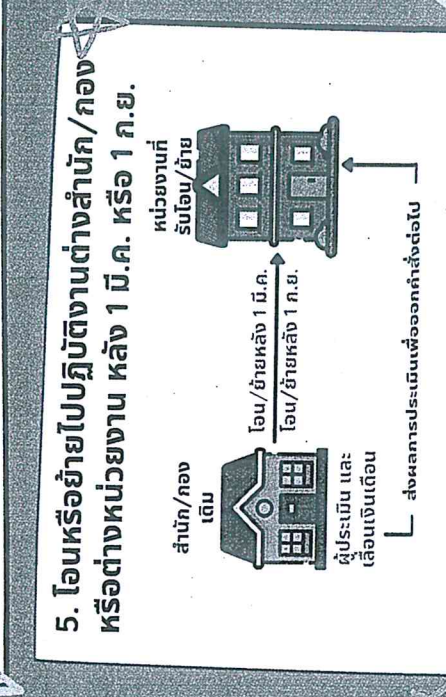 5. โอนหรือย้ายไปปฏิบัติงานต่างสำนัก/กอง
หรือต่างหน่วยงาน หลัง 1 มี.ค. หรือ 1 ก.ย.
สำนัก/กอง
เดิม
ผู้ประเมิน และ
เลื่อนเงินเดือน
โอน/ย้ายหลัง 1 มี.ค.
โอน/ย้ายหลัง 1 ก.ย.
หน่วยงานที่
รับโอน/ย้าย
ส่งผลการประเมินเพื่อออกคำสั่งต่อไป